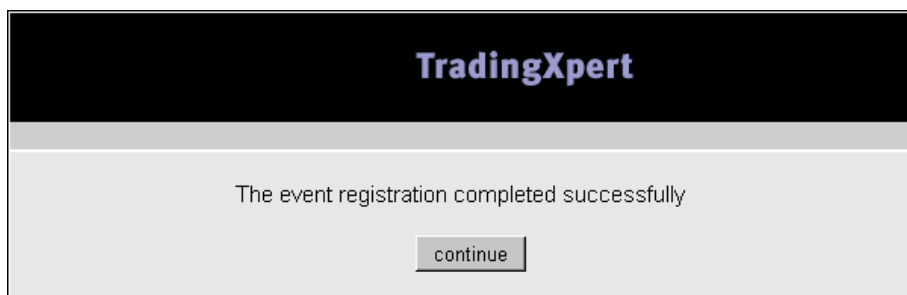 TradingXpert
The event registration completed successfully
continue